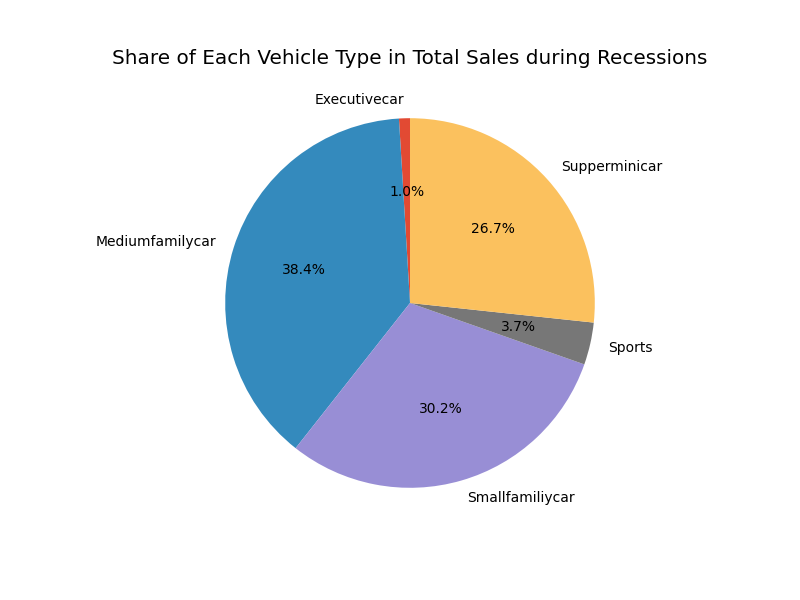 Share of Each Vehicle Type in Total Sales during Recessions
Executivecar
Supperminicar
1.0%
26.7%
Mediumfamilycar
38.4%
3.7%
Sports
30.2%
Smallfamiliycar